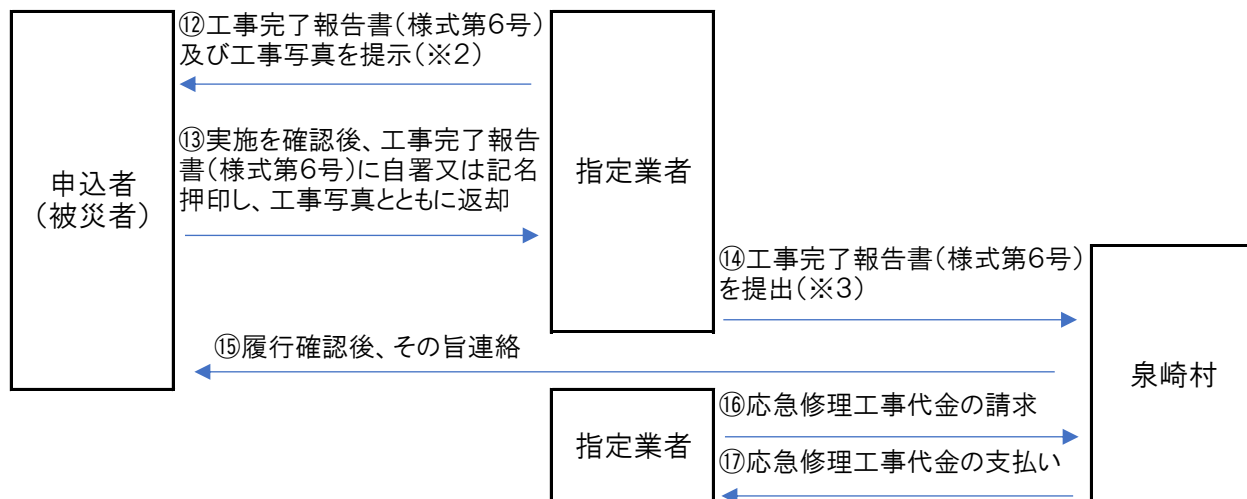 ⑫工事完了報告書(様式第6号)
及び工事写真を提示(※2)
⑬実施を確認後、工事完了報告
書(様式第6号)に自署又は記名
押印し、工事写真とともに返却
申込者
(被災者)
指定業者
⑭工事完了報告書(様式第6号)
を提出(※3)
⑮履行確認後、その旨連絡
泉崎村
指定業者
⑯応急修理工事代金の請求
⑰応急修理工事代金の支払い